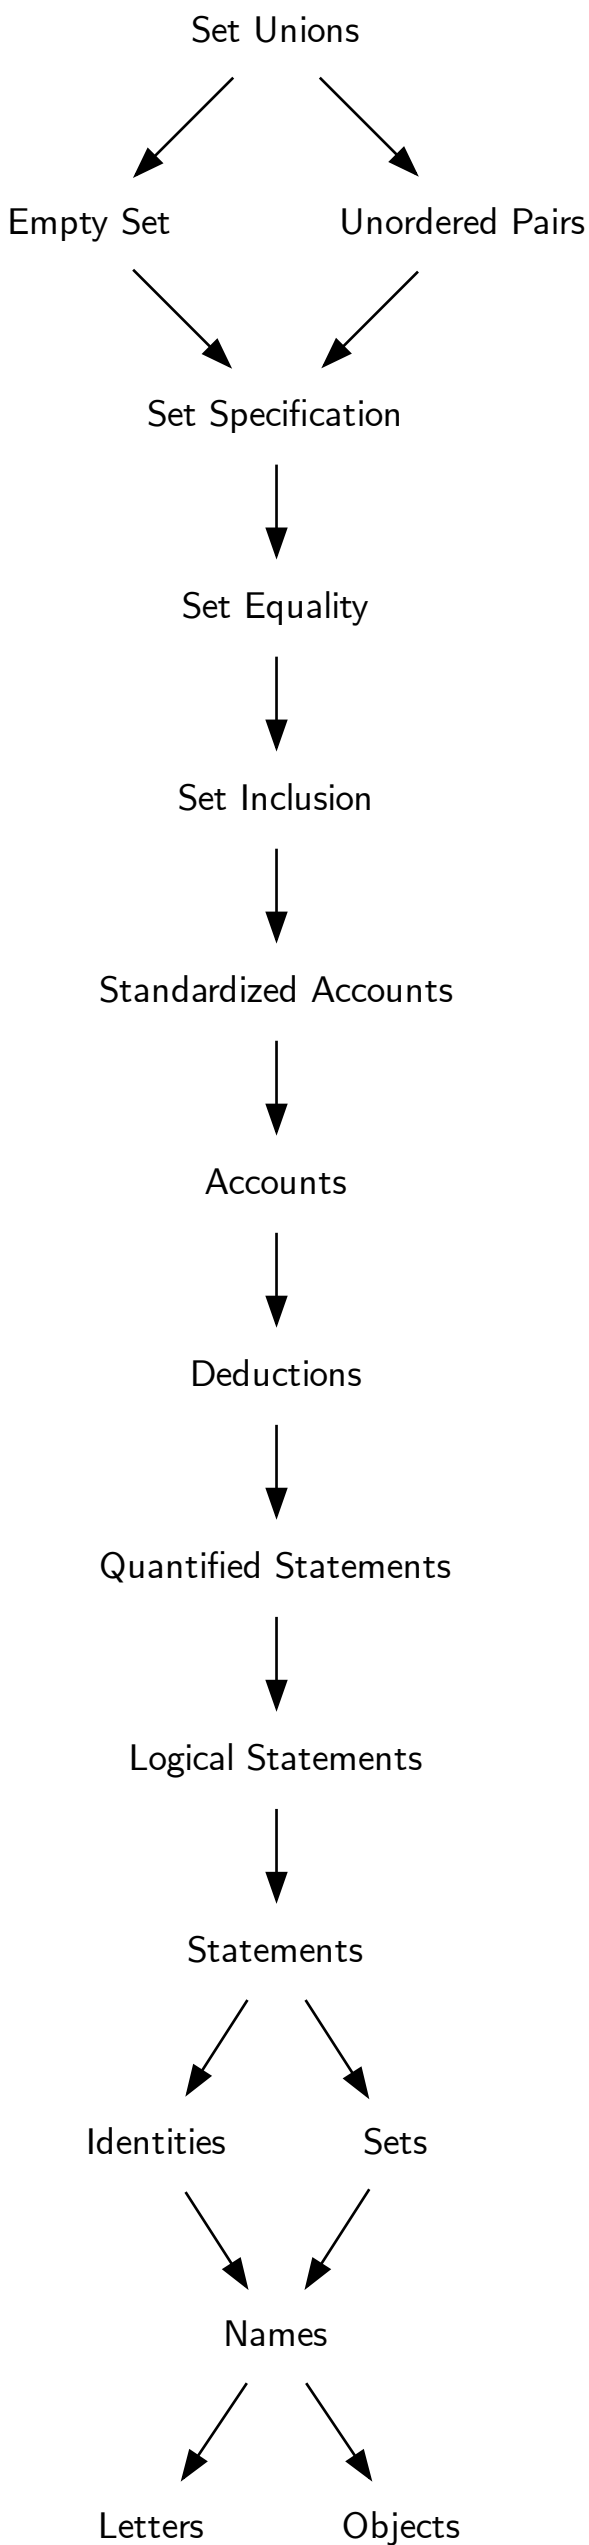 Set Unions
Empty Set
Unordered Pairs
Set Specification
Set Equality
Set Inclusion
Standardized Accounts
Accounts
Deductions
Quantified Statements
Logical Statements
Statements
Identities
Sets
Names
Letters
Objects